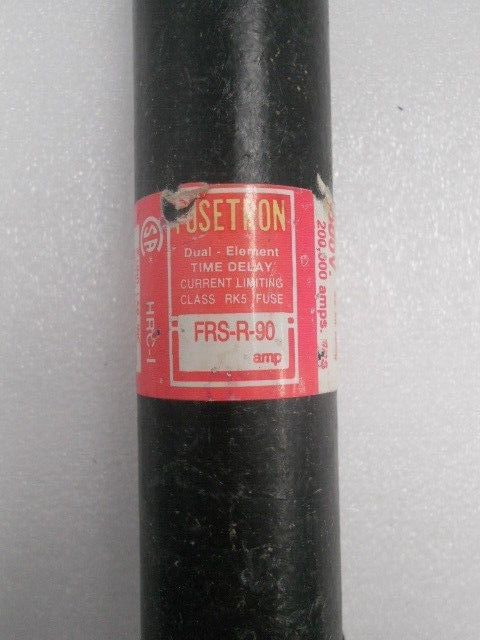 FUSETRON
Dual - Element
TIME DELAY
CURRENT LIMITING
CLASS RK5 FUSE
FRS-R-90
amp
HRC-I
200,000 amps.